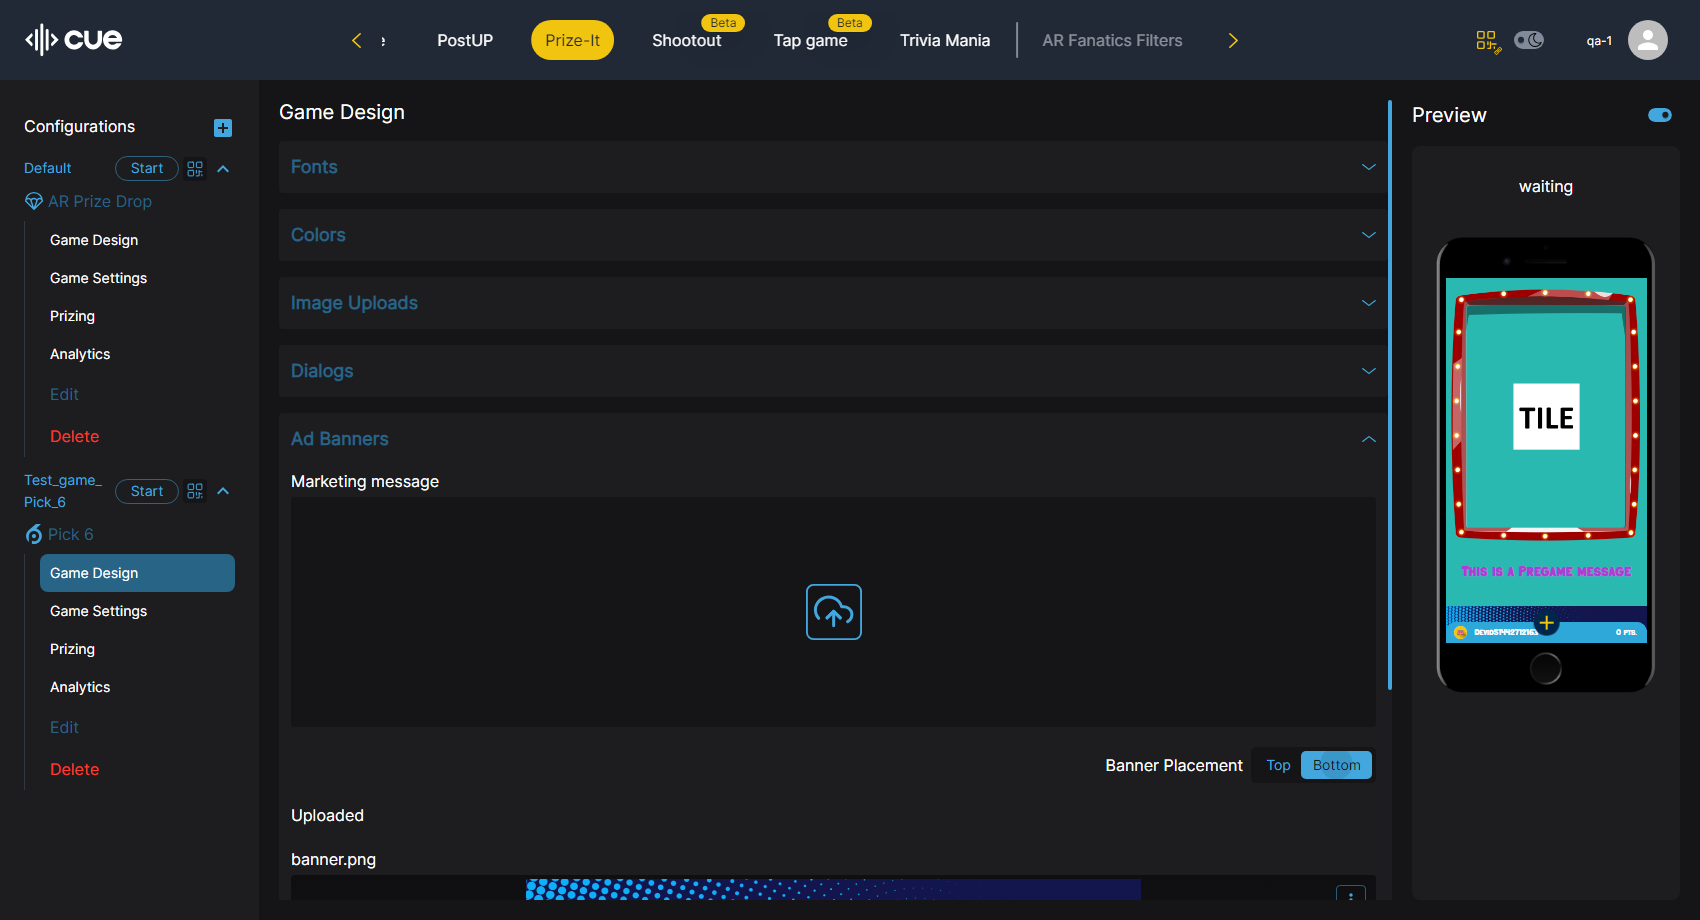 cue
PostUP
Prize-It
Shootout
Beta
Tap game
Beta
Trivia Mania
AR Fanatics Filters
qa-1
Configurations
Default
Start
AR Prize Drop
Game Design
Game Settings
Prizing
Analytics
Edit
Delete
Test_game_
Pick_6
Start
Pick 6
Game Design
Game Settings
Prizing
Analytics
Edit
Delete
Game Design
Fonts
Colors
Image Uploads
Dialogs
Ad Banners
Marketing message
Banner Placement
Top
Bottom
Uploaded
banner.png
Preview
waiting
TILE
This is a Pregame message
0 pts.